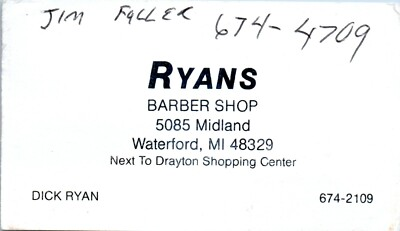 JIM FALLER 674-4709
RYANS
BARBER SHOP
5085 Midland
Waterford, MI 48329
Next To Drayton Shopping Center
DICK RYAN 674-2109